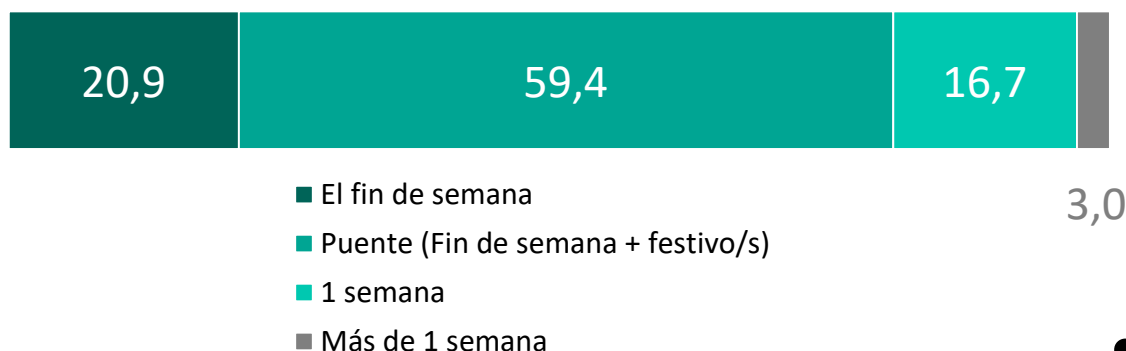 20,9 59,4 16,7
3,0
El fin de semana
Puente (Fin de semana + festivo/s)
1 semana
Más de 1 semana